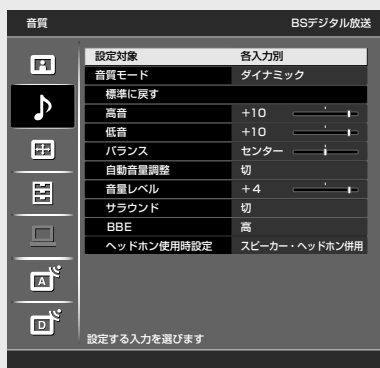 音質 BSデジタル放送
設定対象 各入力別
音質モード ダイナミック
標準に戻す
高音 +10
低音 +10
バランス センター
自動音量調整 切
音量レベル +4
サラウンド 切
BBE 高
ヘッドホン使用時設定 スピーカー・ヘッドホン併用
A
D
設定する入力を選びます